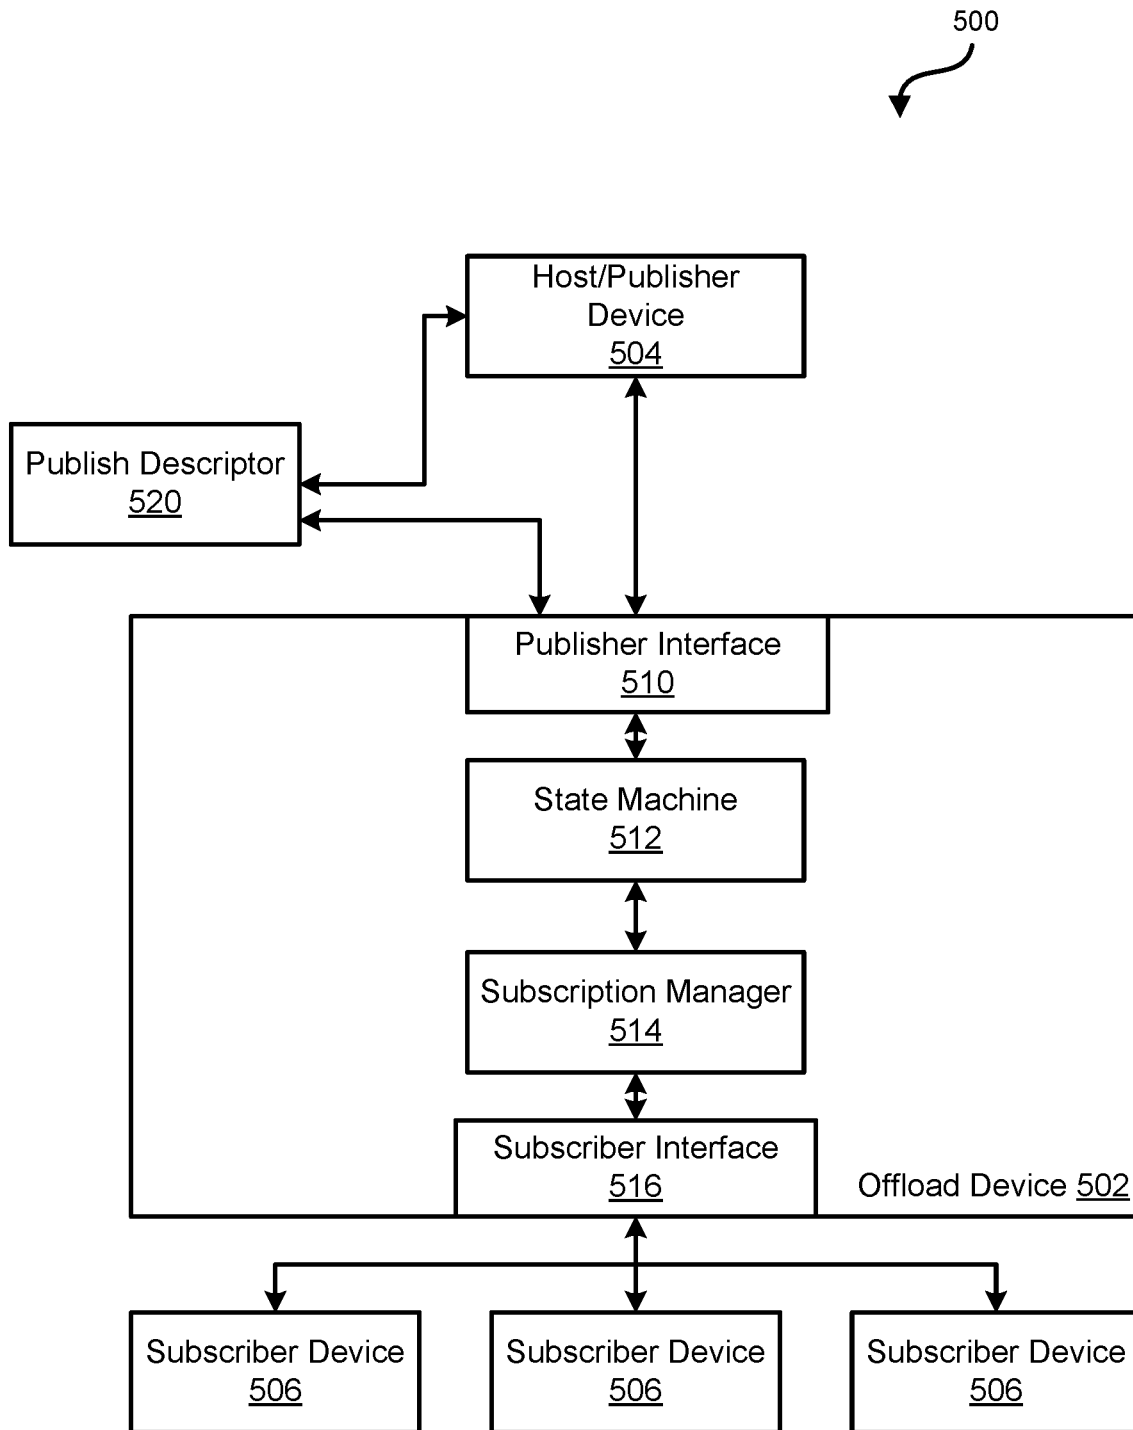 500
Host/Publisher
Device
504
Publish Descriptor
520
Publisher Interface
510
State Machine
512
Subscription Manager
514
Subscriber Interface
516
Offload Device 502
Subscriber Device
506
Subscriber Device
506
Subscriber Device
506